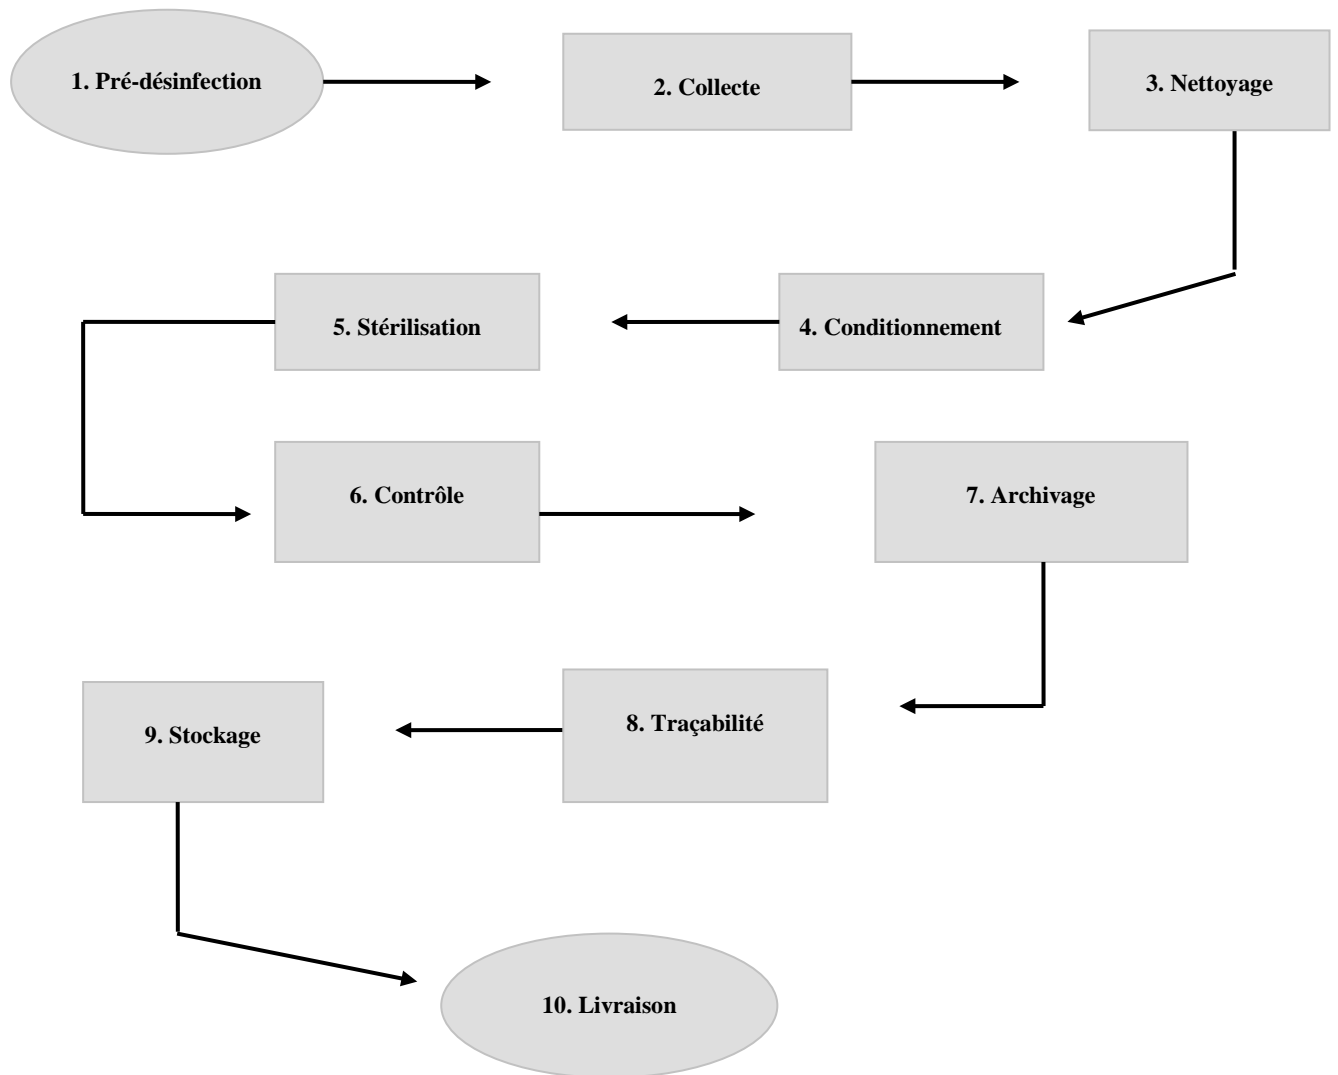 1. Pré-désinfection
2. Collecte
3. Nettoyage
4. Conditionnement
5. Stérilisation
6. Contrôle
7. Archivage
8. Traçabilité
9. Stockage
10. Livraison